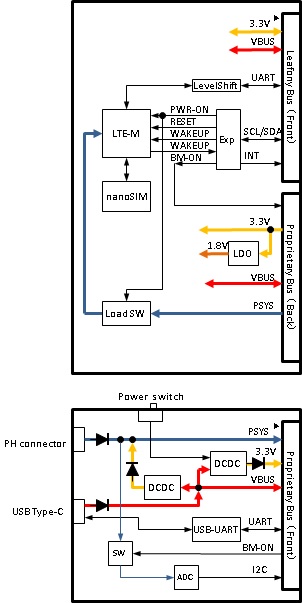 3.3V
VBUS
UART
LevelShift
Leafony Bus (Front)
PWR-ON
RESET
WAKEUP
WAKEUP
BM-ON
LTE-M
Exp
SCL/SDA
INT
nanoSIM
3.3V
1.8V
LDO
VBUS
PSYS
Load SW
Proprietary Bus (Back)
Power switch
PH connector
PSYS
3.3V
DCDC
DCDC
VBUS
USB Type-C
USB-UART
UART
BM-ON
SW
ADC
I2C
Proprietary Bus (Front)